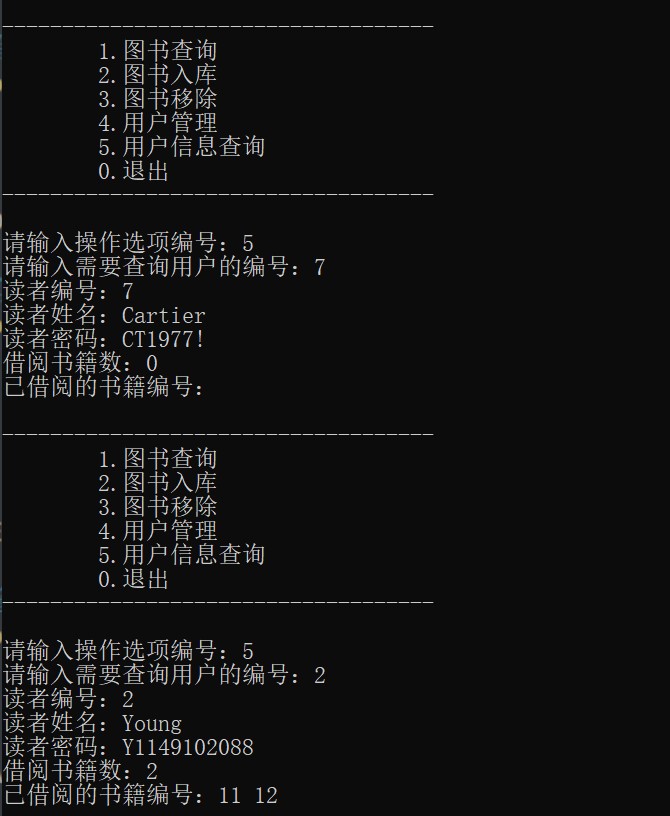 ------------------------------------
1.图书查询
2.图书入库
3.图书移除
4.用户管理
5.用户信息查询
0.退出
------------------------------------
请输入操作选项编号：5
请输入需要查询用户的编号：7
读者编号：7
读者姓名：Cartier
读者密码：CT1977!
借阅书籍数：0
已借阅的书籍编号：
------------------------------------
1.图书查询
2.图书入库
3.图书移除
4.用户管理
5.用户信息查询
0.退出
------------------------------------
请输入操作选项编号：5
请输入需要查询用户的编号：2
读者编号：2
读者姓名：Young
读者密码：Y1149102088
借阅书籍数：2
已借阅的书籍编号：11 12